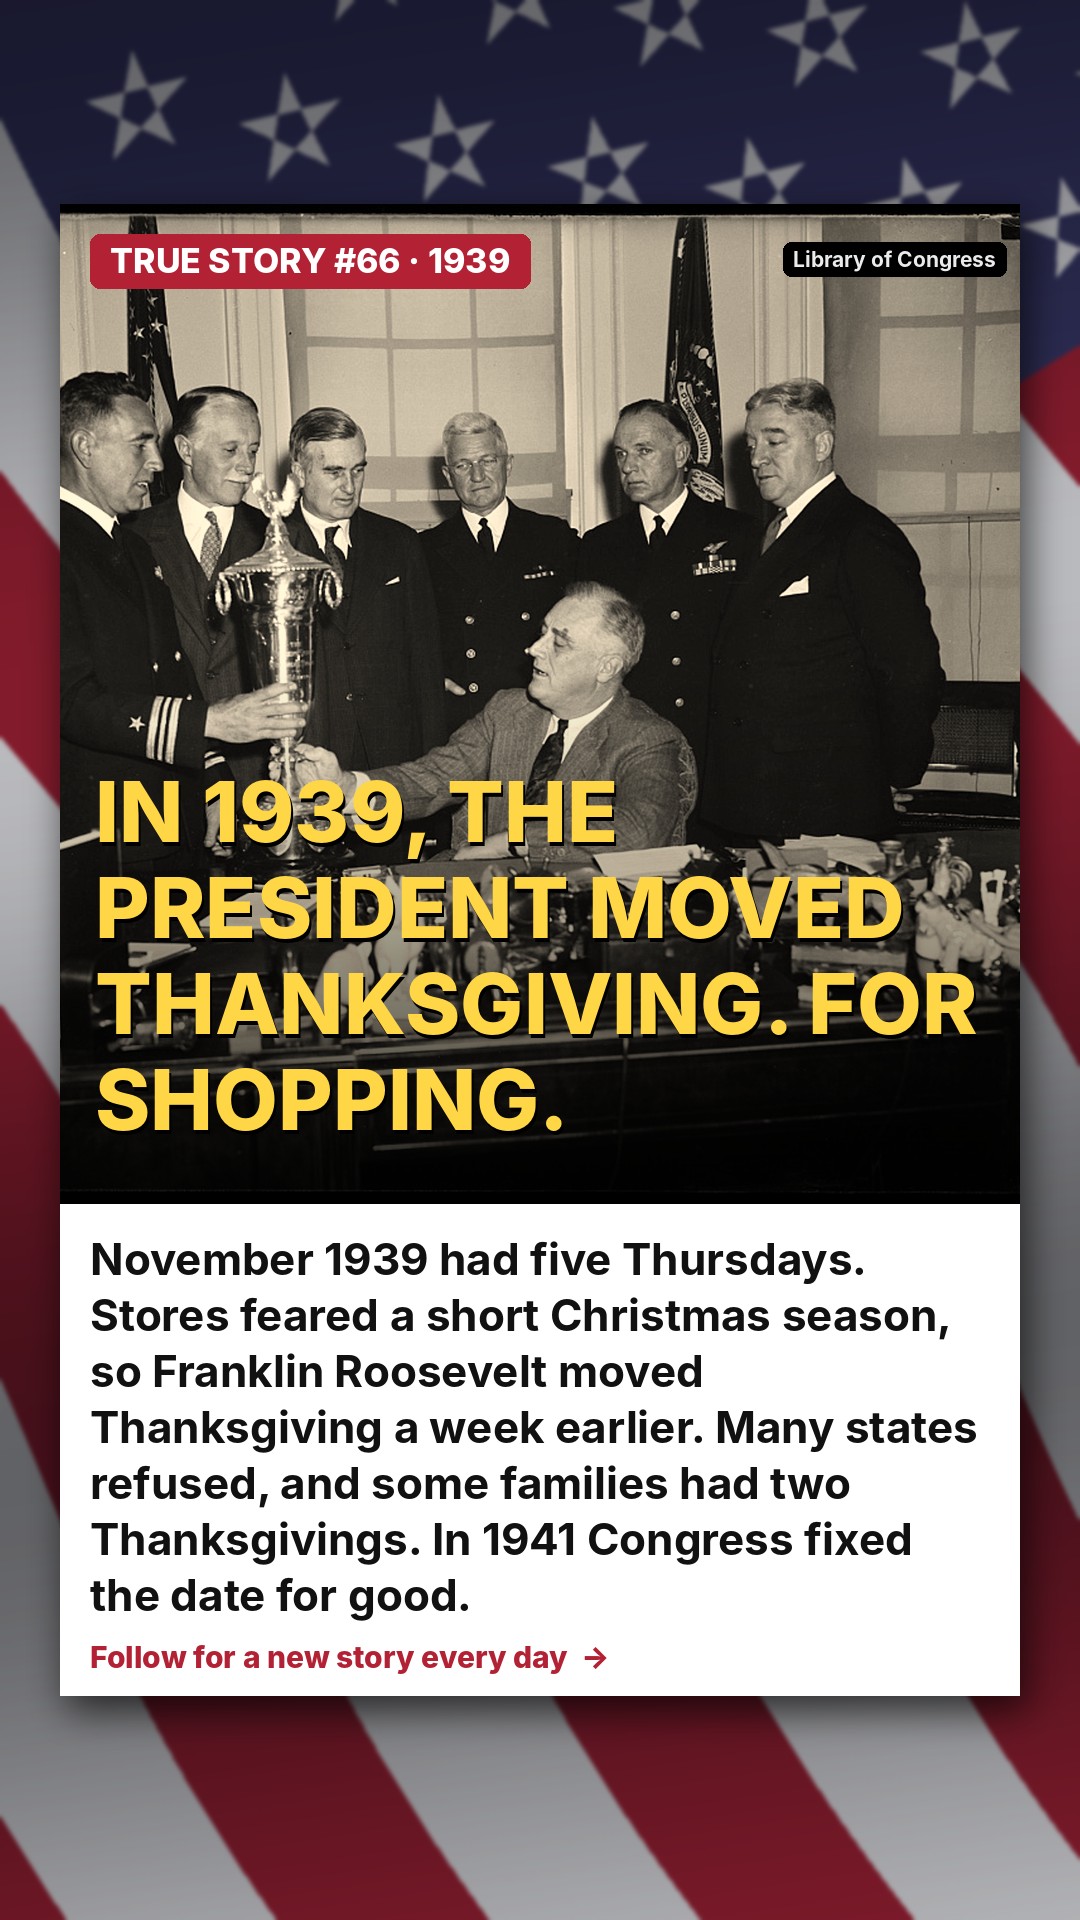 TRUE STORY #66 · 1939
Library of Congress
PLURIBUS UNUM
IN 1939, THE
PRESIDENT MOVED
THANKSGIVING. FOR
SHOPPING.
November 1939 had five Thursdays.
Stores feared a short Christmas season,
so Franklin Roosevelt moved
Thanksgiving a week earlier. Many states
refused, and some families had two
Thanksgivings. In 1941 Congress fixed
the date for good.
Follow for a new story every day →